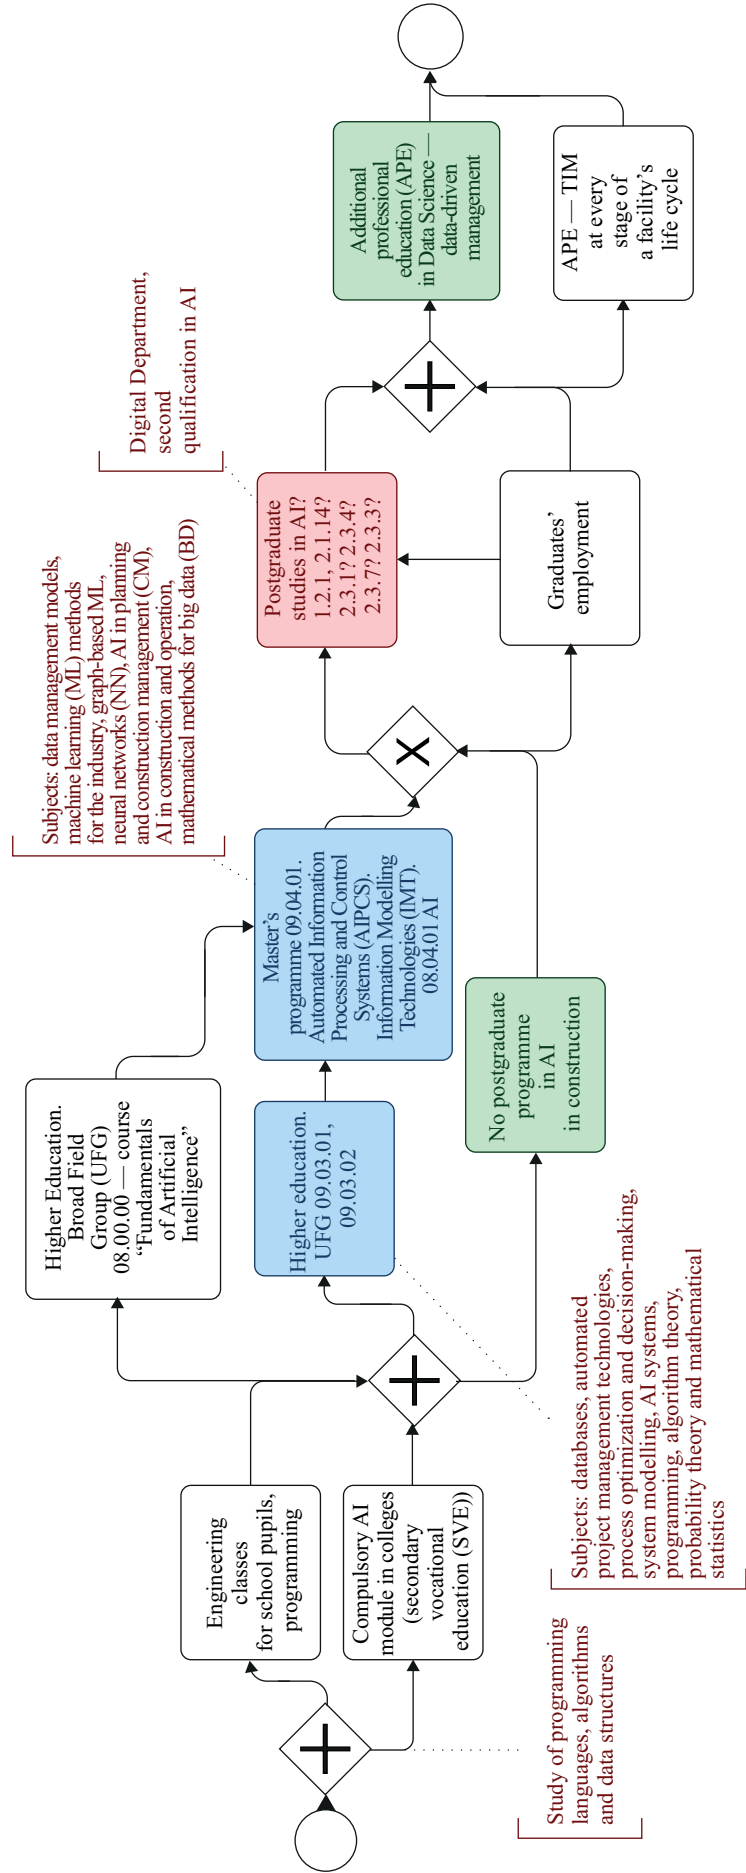 Study of programming
languages, algorithms
and data structures
Engineering
classes
for school pupils,
programming
Compulsory AI
module in colleges
(secondary
vocational
education (SVE))
Subjects: databases, automated
project management technologies,
process optimization and decision-making,
system modelling, AI systems,
programming, algorithm theory,
probability theory and mathematical
statistics
Higher Education.
Broad Field
Group (UFG)
08.00.00 — course
“Fundamentals
of Artificial
Intelligence”
Higher education.
UFG 09.03.01,
09.03.02
No postgraduate
programme
in AI
in construction
Master’s
programme 09.04.01.
Automated Information
Processing and Control
Systems (AIPCS).
Information Modelling
Technologies (IMT).
08.04.01 AI
Subjects: data management models,
machine learning (ML) methods
for the industry, graph-based ML,
neural networks (NN), AI in planning
and construction management (CM),
AI in construction and operation,
mathematical methods for big data (BD)
X
Postgraduate
studies in AI?
1.2.1, 2.1.14?
2.3.1? 2.3.4?
2.3.7? 2.3.3?
Graduates’
employment
Digital Department,
second
qualification in AI
Additional
professional
education (APE)
in Data Science —
data-driven
management
APE — TIM
at every
stage of
a facility’s
life cycle